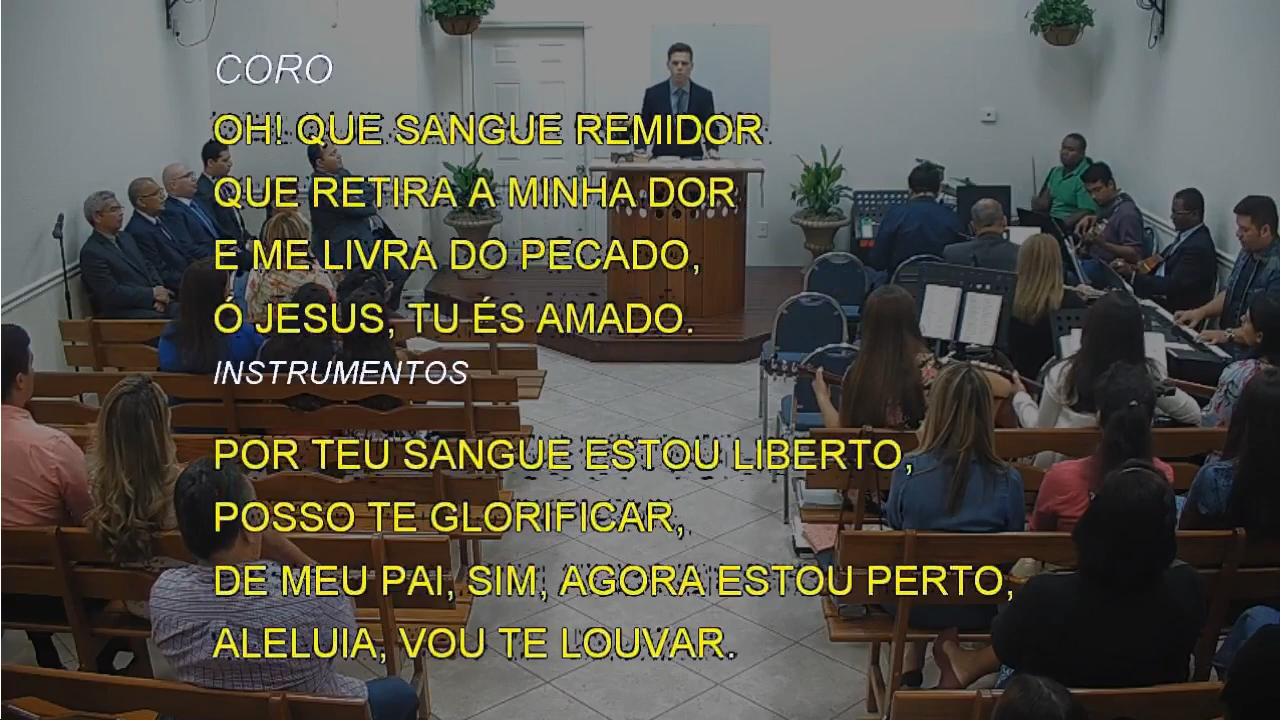 CORO
OH! QUE SANGUE REMIDOR
QUE RETIRA A MINHA DOR
E ME LIVRA DO PECADO,
Ó JESUS, TU ÉS AMADO.
INSTRUMENTOS
POR TEU SANGUE ESTOU LIBERTO,
POSSO TE GLORIFICAR,
DE MEU PAI, SIM, AGORA ESTOU PERTO,
ALELUIA, VOU TE LOUVAR.